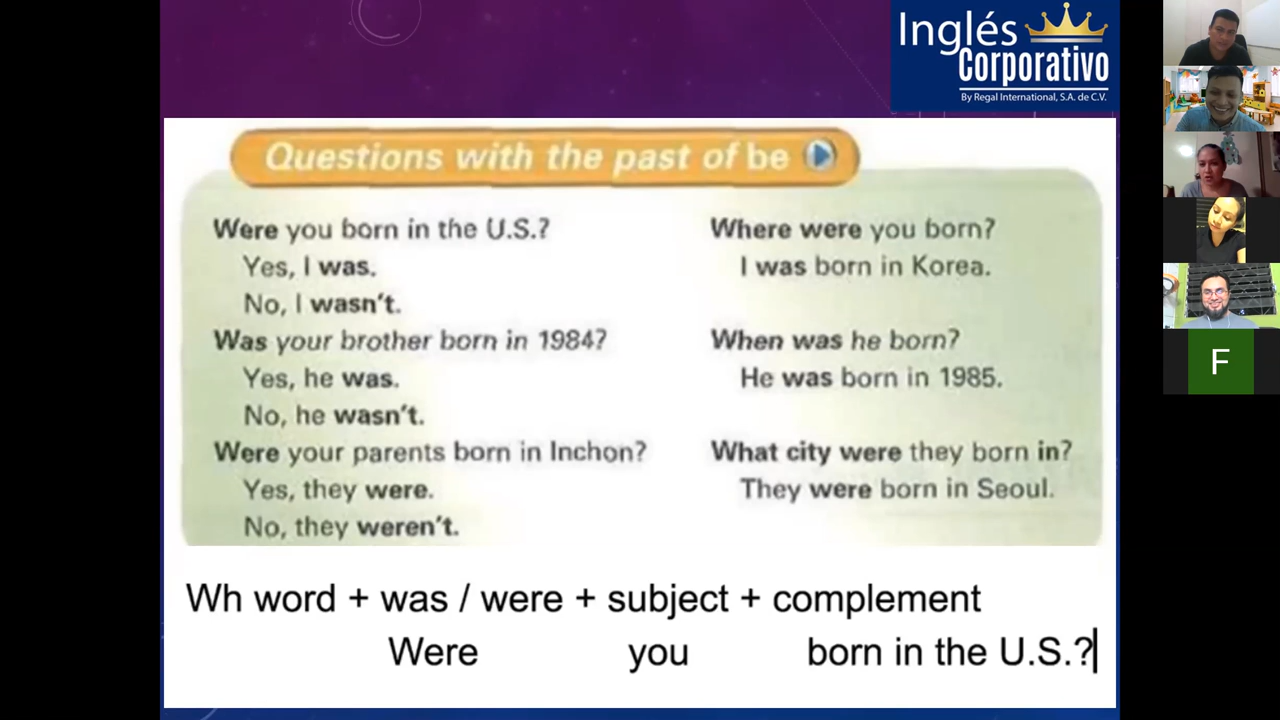 Inglés
Corporativo
By Regal International, S.A. de C.V.
Questions with the past of be
Were you born in the U.S.?
Yes, I was.
No, I wasn't.
Was your brother born in 1984?
Yes, he was.
No, he wasn't.
Were your parents born in Inchon?
Yes, they were.
No, they weren't.
Where were you born?
I was born in Korea.
When was he born?
He was born in 1985.
What city were they born in?
They were born in Seoul.
Wh word + was / were + subject + complement
Were you born in the U.S.?
F